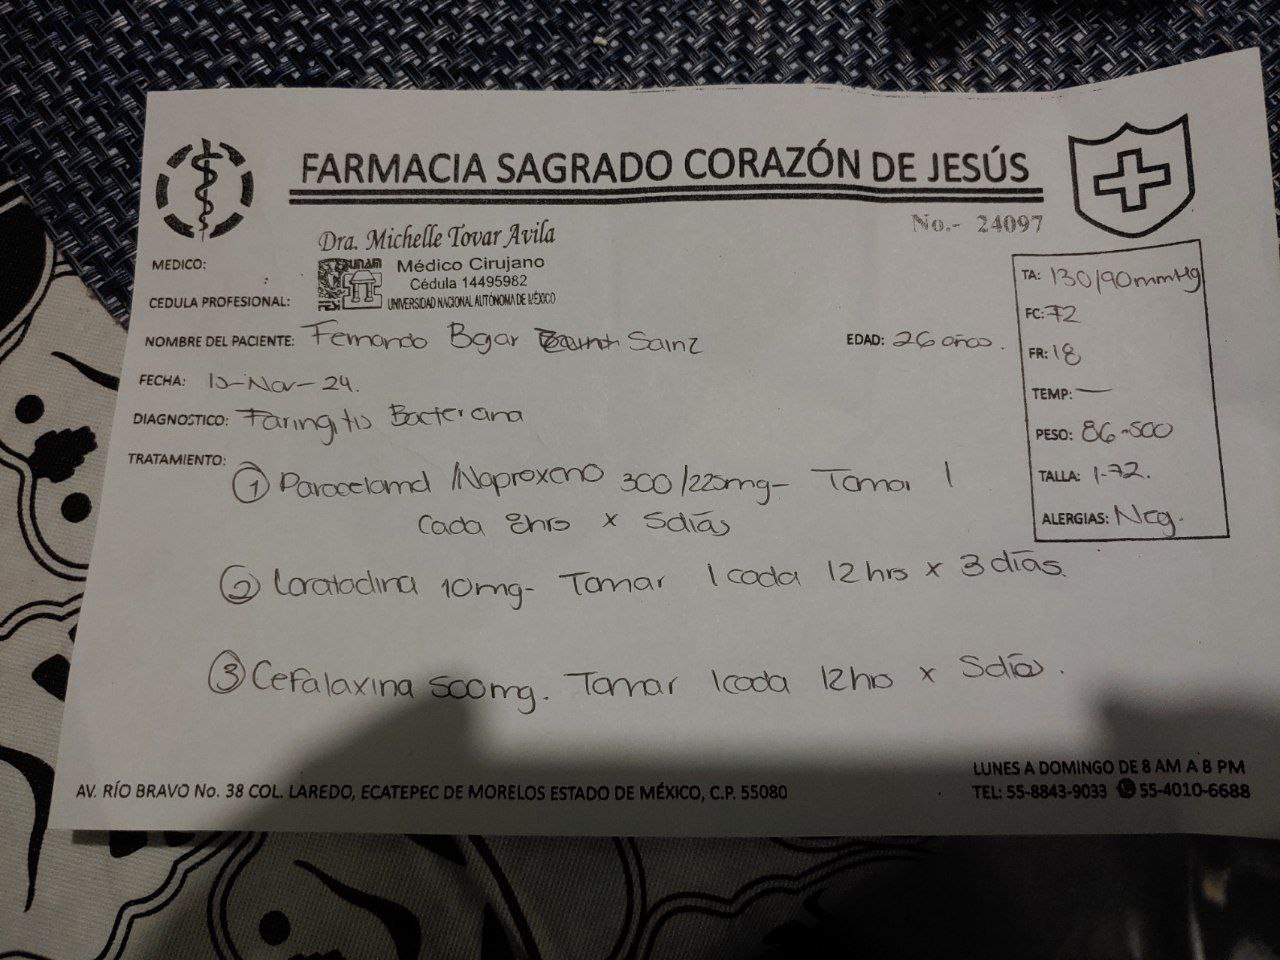 FARMACIA SAGRADO CORAZÓN DE JESÚS
No.- 24097
Dra. Michelle Tovar Avila
MEDICO:
Médico Cirujano
Cédula 14495982
CEDULA PROFESIONAL:
UNIVERSIDAD NACIONAL AUTÓNOMA DE MÉXICO
UNAM
NOMBRE DEL PACIENTE: Fernando Sainz
EDAD: 26 años.
FECHA: -Nov-24.
DIAGNOSTICO: Faringitis Bacteriana
TRATAMIENTO:
① Paracetamol /Naproxeno 300/225mg- Tomar 1
cada 8hrs x 5días
② Loratadina 10mg- Tomar 1 cada 12 hrs x 3 días.
③ Cefalaxina 500mg. Tomar 1 cada 12hrs x 5días.
TA: 130/90mmHg
FC: 72
FR: 18
TEMP: —
PESO: 86-500
TALLA: 1-72.
ALERGIAS: Neg.
LUNES A DOMINGO DE 8 AM A 8 PM
AV. RÍO BRAVO No. 38 COL. LAREDO, ECATEPEC DE MORELOS ESTADO DE MÉXICO, C.P. 55080
TEL: 55-8843-9033 55-4010-6688